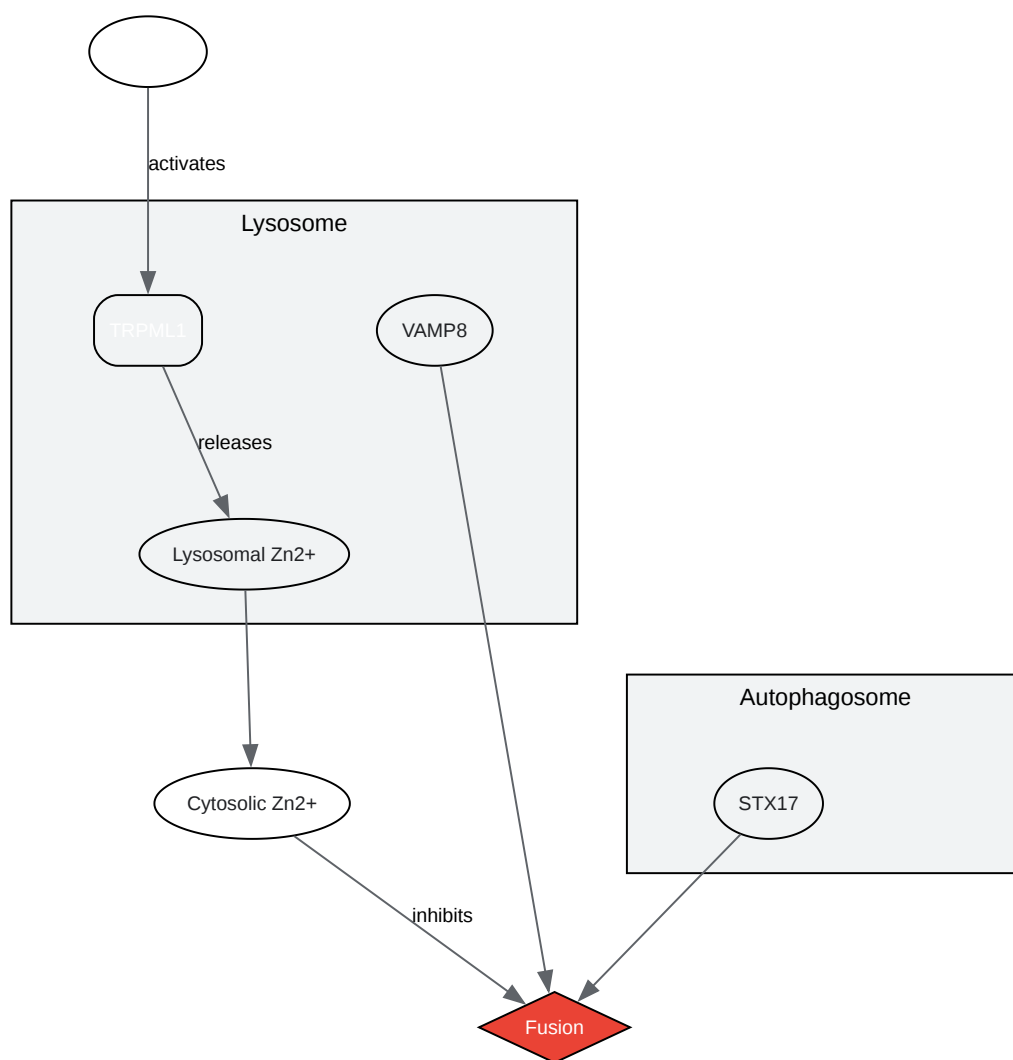 activates
Lysosome
TRPML1
VAMP8
releases
Lysosomal Zn2+
Autophagosome
Cytosolic Zn2+
STX17
inhibits
Fusion